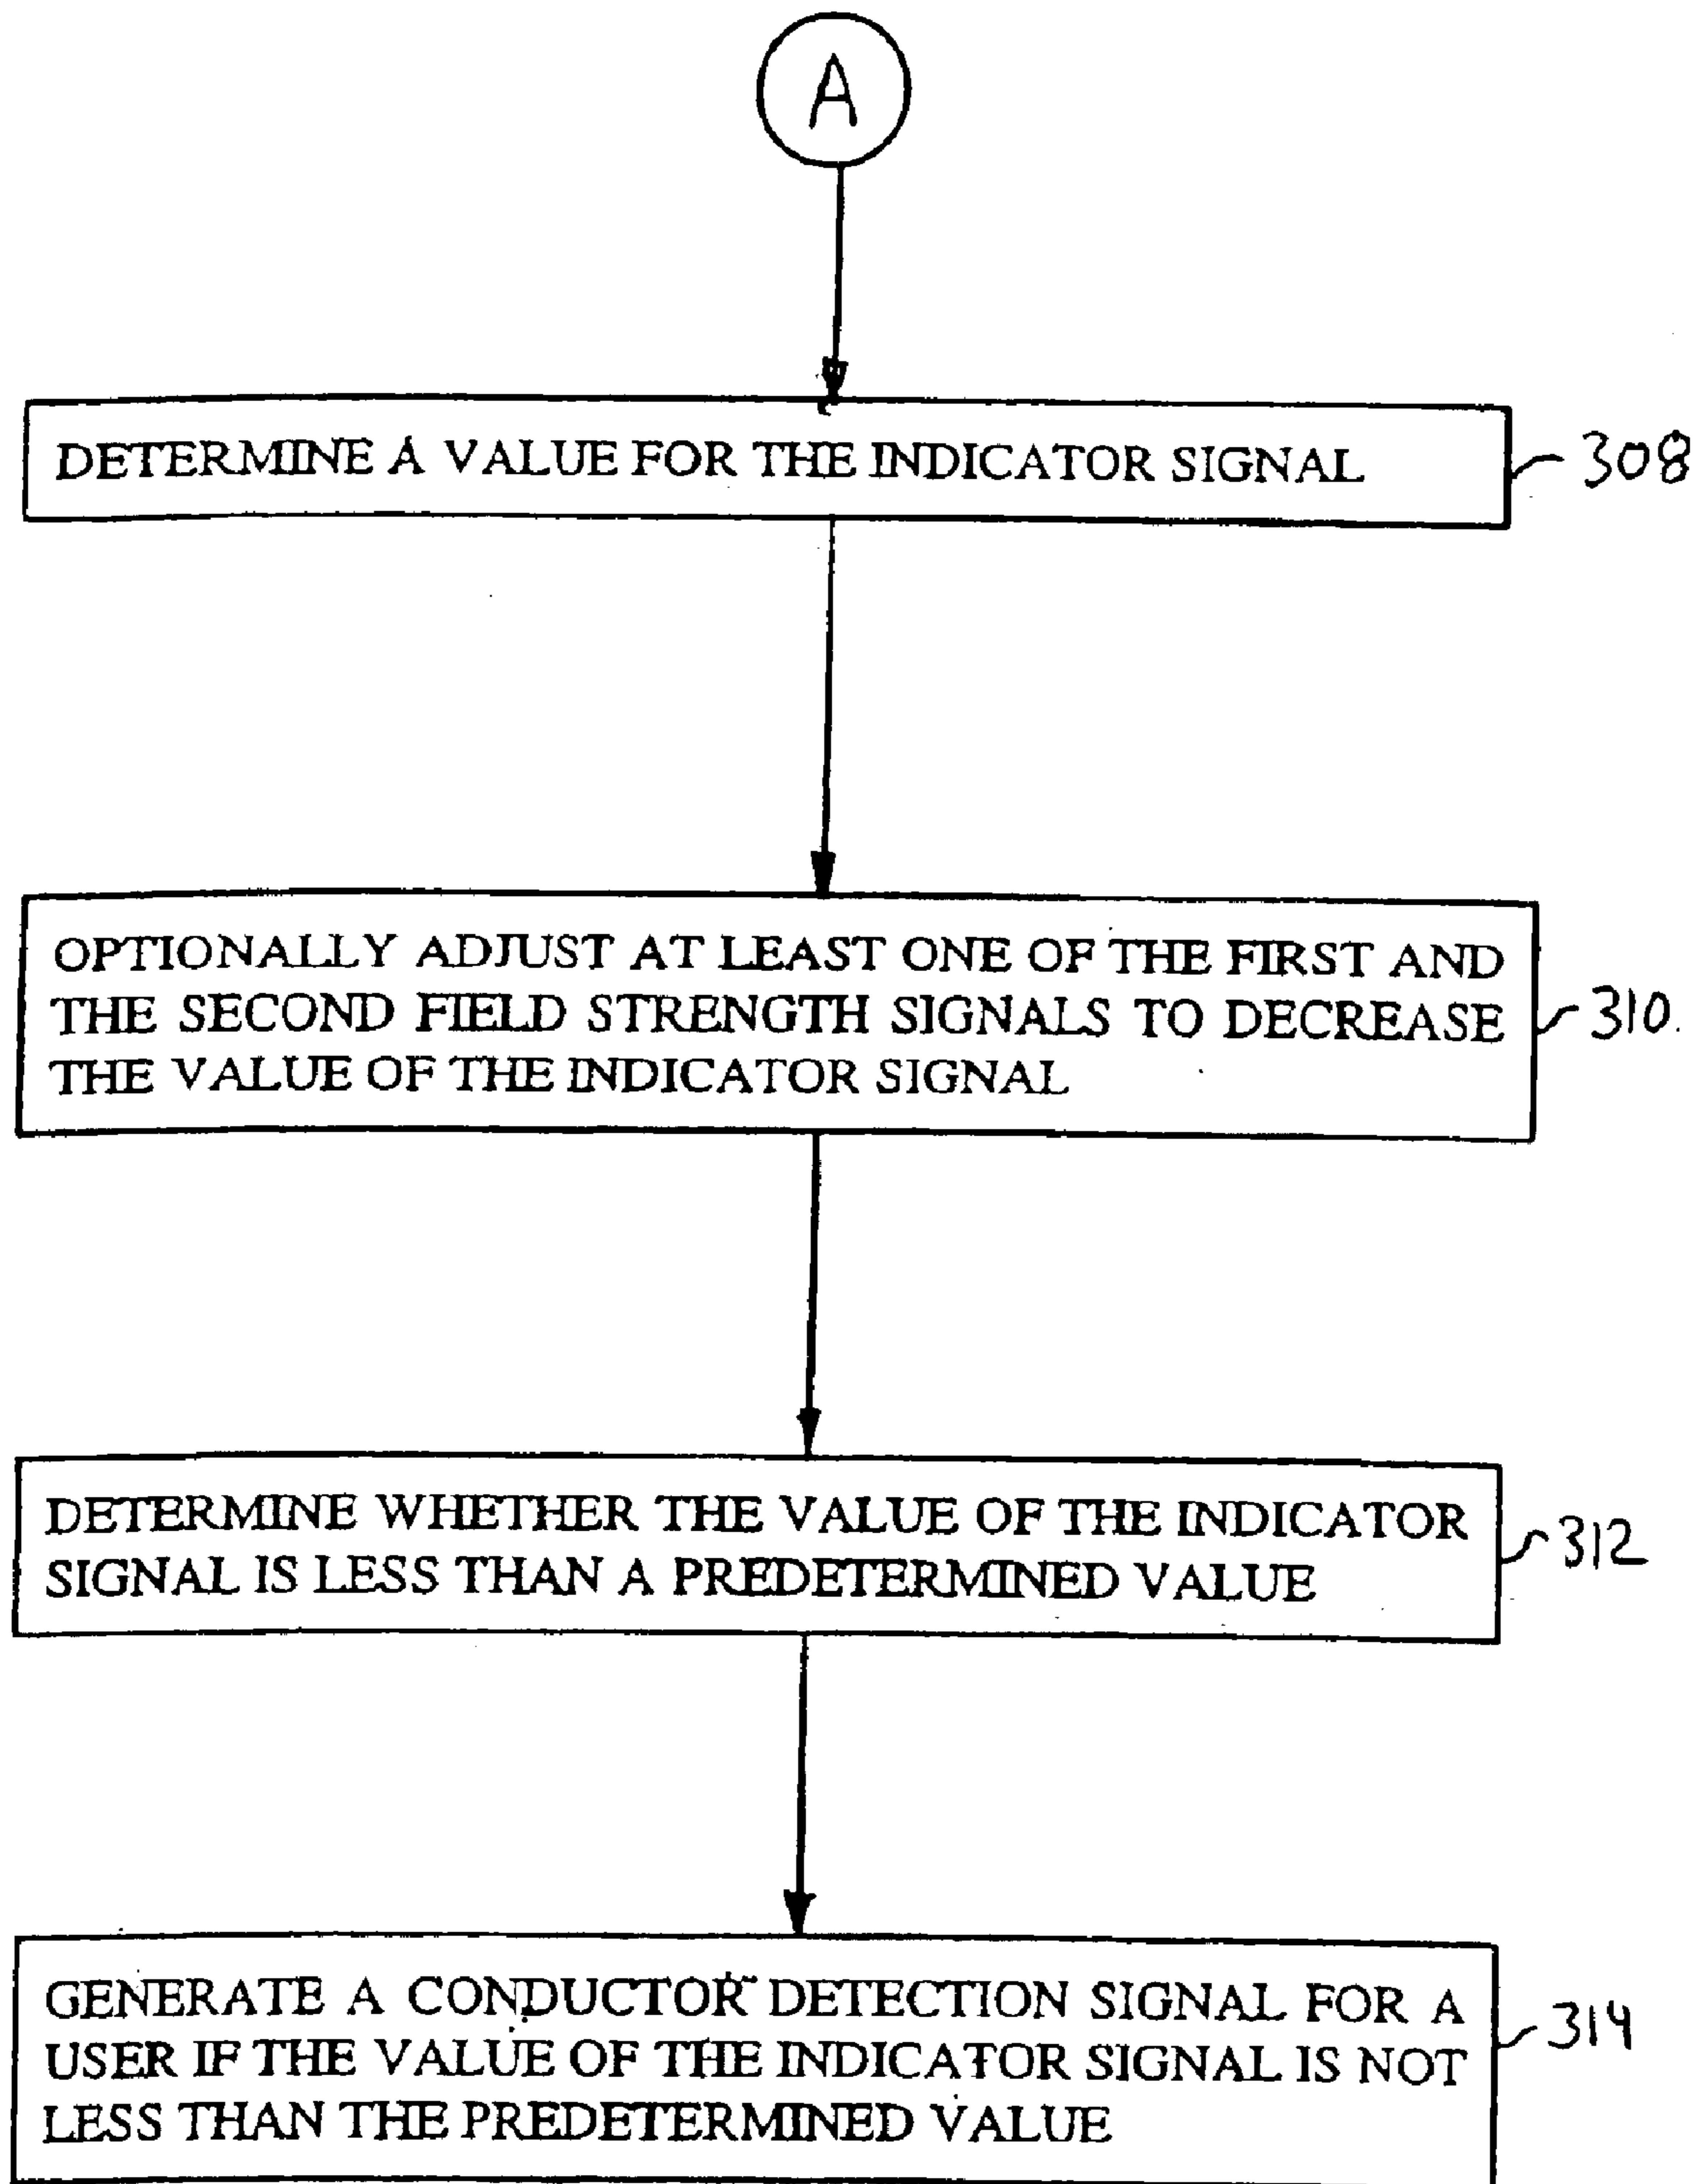 A
DETERMINE A VALUE FOR THE INDICATOR SIGNAL
308
OPTIONALLY ADJUST AT LEAST ONE OF THE FIRST AND
THE SECOND FIELD STRENGTH SIGNALS TO DECREASE
THE VALUE OF THE INDICATOR SIGNAL
310
DETERMINE WHETHER THE VALUE OF THE INDICATOR
SIGNAL IS LESS THAN A PREDETERMINED VALUE
312
GENERATE A CONDUCTOR DETECTION SIGNAL FOR A
USER IF THE VALUE OF THE INDICATOR SIGNAL IS NOT
LESS THAN THE PREDETERMINED VALUE
314